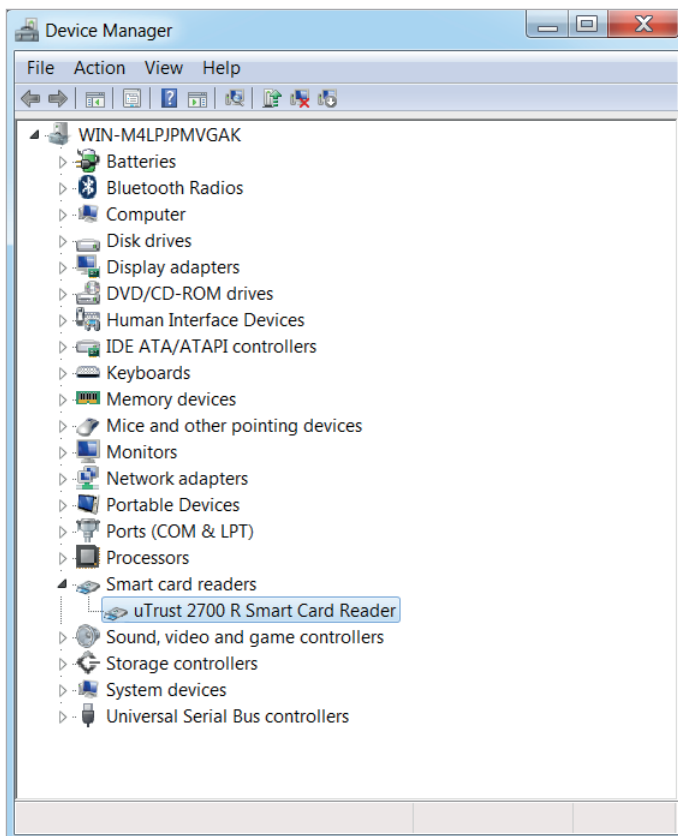 Device Manager
File Action View Help
WIN-M4LPJPMVGAK
Batteries
Bluetooth Radios
Computer
Disk drives
Display adapters
DVD/CD-ROM drives
Human Interface Devices
IDE ATA/ATAPI controllers
Keyboards
Memory devices
Mice and other pointing devices
Monitors
Network adapters
Portable Devices
Ports (COM & LPT)
Processors
Smart card readers
uTrust 2700 R Smart Card Reader
Sound, video and game controllers
Storage controllers
System devices
Universal Serial Bus controllers